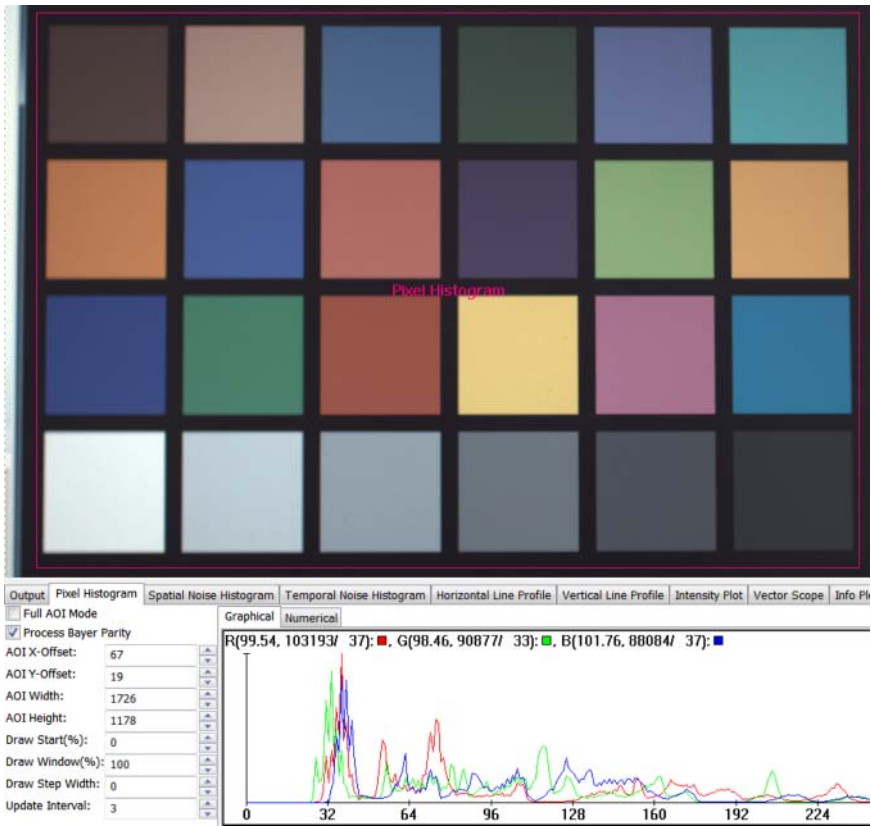 Pixel Histogram
Output Pixel Histogram Spatial Noise Histogram Temporal Noise Histogram Horizontal Line Profile Vertical Line Profile Intensity Plot Vector Scope Info Ple
Full AOI Mode
Process Bayer Parity
AOI X-Offset: 67
AOI Y-Offset: 19
AOI Width: 1726
AOI Height: 1178
Draw Start(%): 0
Draw Window(%): 100
Draw Step Width: 0
Update Interval: 3
Graphical Numerical
R(99.54, 103193/ 37): , G(98.46, 90877/ 33): , B(101.76, 88084/ 37):
0 32 64 96 128 160 192 224